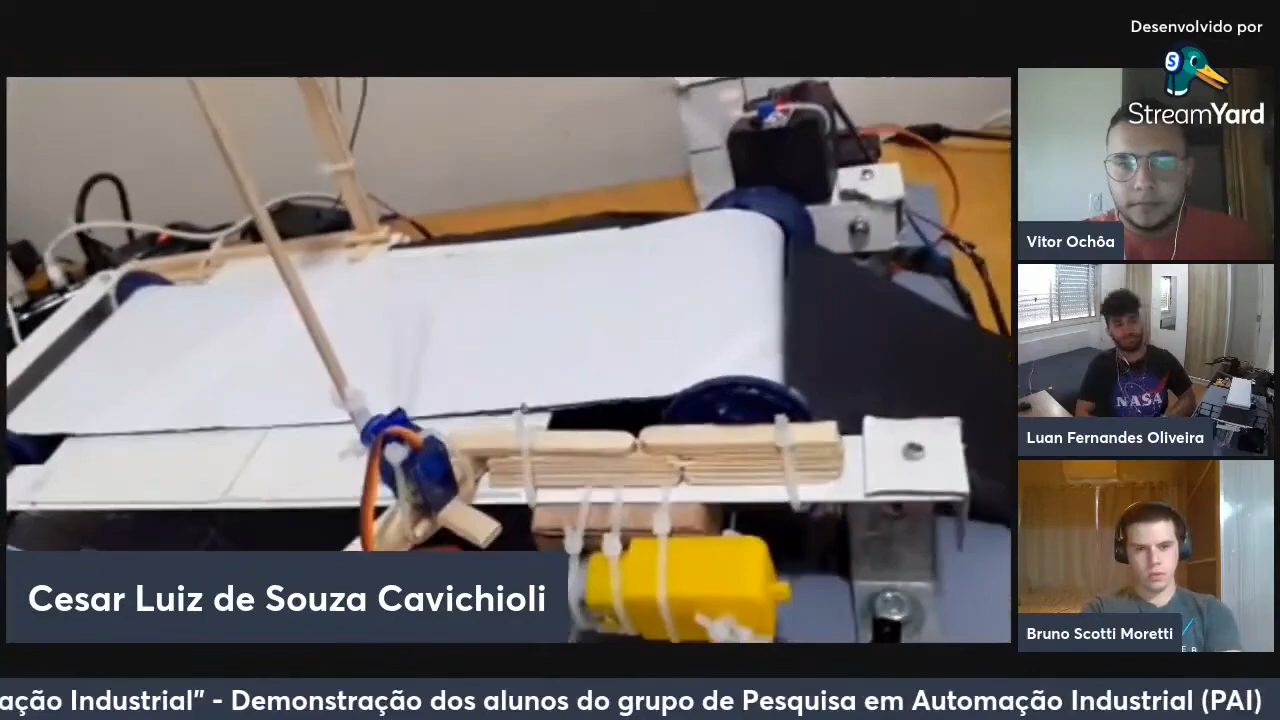 Desenvolvido por
S
StreamYard
Vitor Ochôa
NASA
Luan Fernandes Oliveira
Bruno Scotti Moretti
Cesar Luiz de Souza Cavichioli
ação Industrial” - Demonstração dos alunos do grupo de Pesquisa em Automação Industrial (PAI)